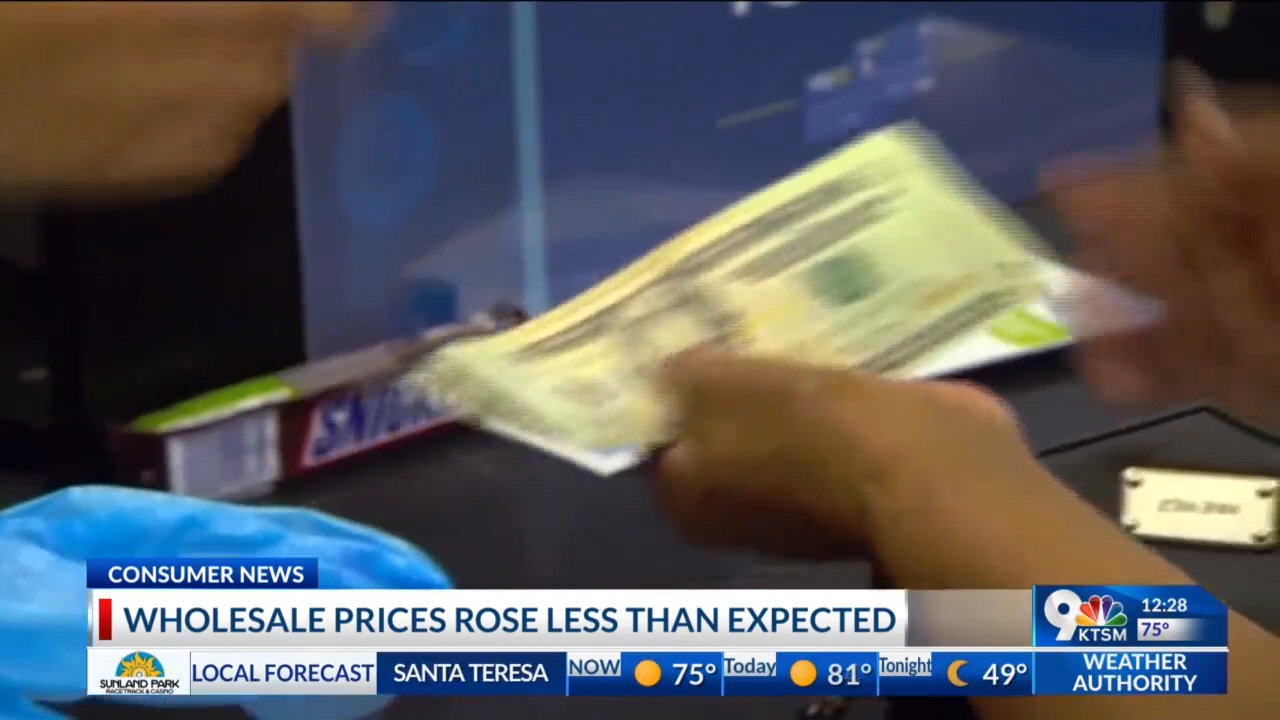 SNICK
CONSUMER NEWS
WHOLESALE PRICES ROSE LESS THAN EXPECTED
9 KTSM
12:28
75°
SUNLAND PARK
RACETRACK & CASINO
LOCAL FORECAST
SANTA TERESA
NOW 75°
Today 81°
Tonight 49°
WEATHER
AUTHORITY